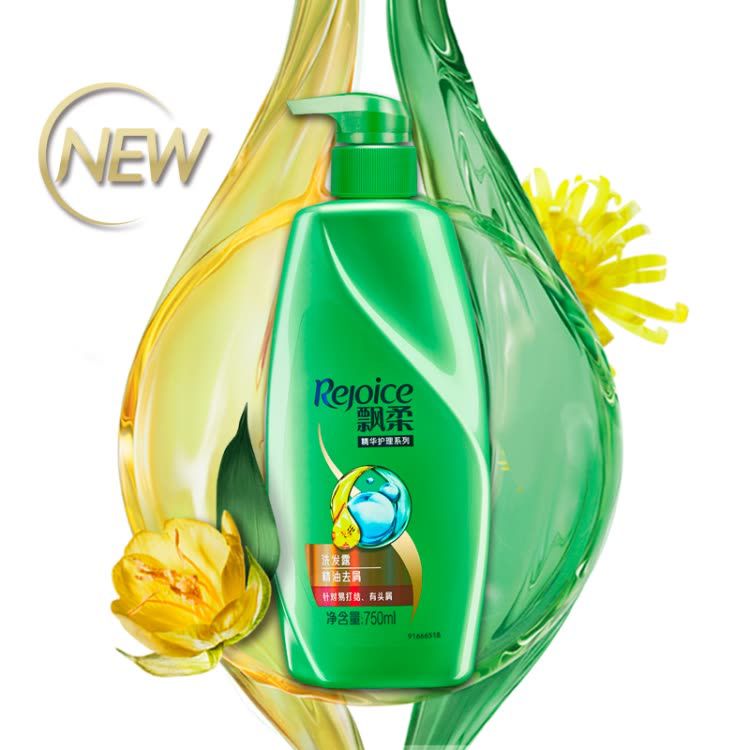 NEW
Rejoice
飘柔
精华护理系列
洗发露
精油去屑
针对易打结、有头屑
净含量:750ml
91666518